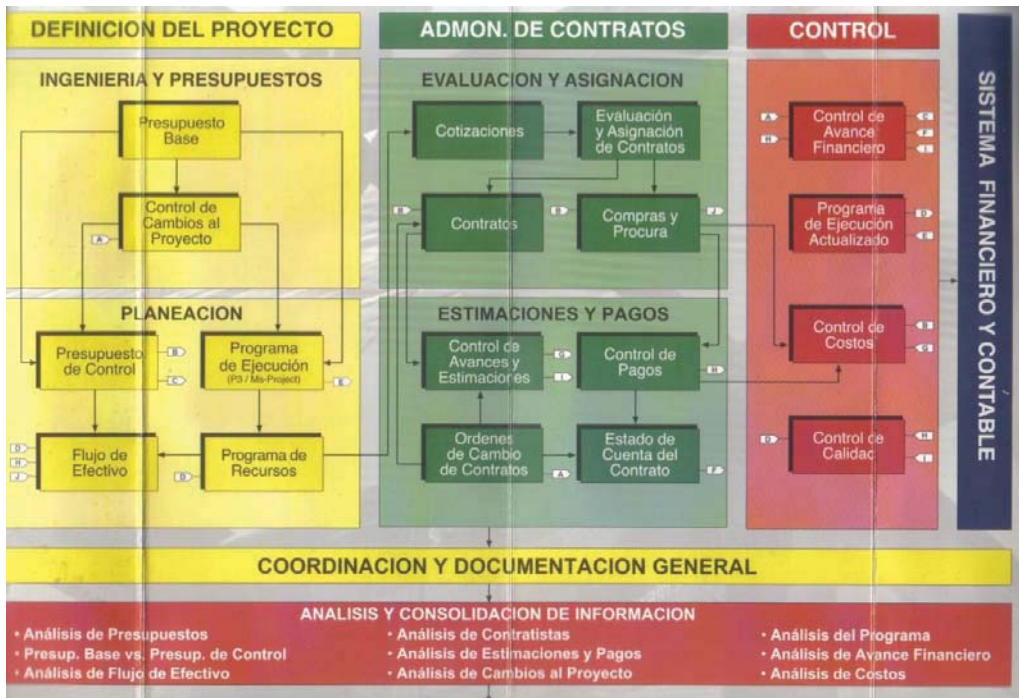 DEFINICION DEL PROYECTO
INGENIERIA Y PRESUPUESTOS
Presupuesto
Base
Control de
Cambios al
Proyecto
A
PLANEACION
Presupuesto
de Control
B
C
Programa
de Ejecución
(P3 / Ms-Project)
E
D
H
J
Flujo de
Efectivo
D
Programa de
Recursos
ADMON. DE CONTRATOS
EVALUACION Y ASIGNACION
Cotizaciones
Evaluación
y Asignación
de Contratos
Contratos
Compras y
Procura
J
ESTIMACIONES Y PAGOS
Control de
Avances y
Estimaciones
G
I
Control de
Pagos
H
Ordenes
de Cambio
de Contratos
A
Estado de
Cuenta del
Contrato
F
CONTROL
A
H
Control de
Avance
Financiero
C
F
I
Programa
de Ejecución
Actualizado
D
E
Control de
Costos
B
G
D
Control de
Calidad
H
I
SISTEMA FINANCIERO Y CONTABLE
COORDINACION Y DOCUMENTACION GENERAL
ANALISIS Y CONSOLIDACION DE INFORMACION
• Análisis de Presupuestos
• Presup. Base vs. Presup. de Control
• Análisis de Flujo de Efectivo
• Análisis de Contratistas
• Análisis de Estimaciones y Pagos
• Análisis de Cambios al Proyecto
• Análisis del Programa
• Análisis de Avance Financiero
• Análisis de Costos